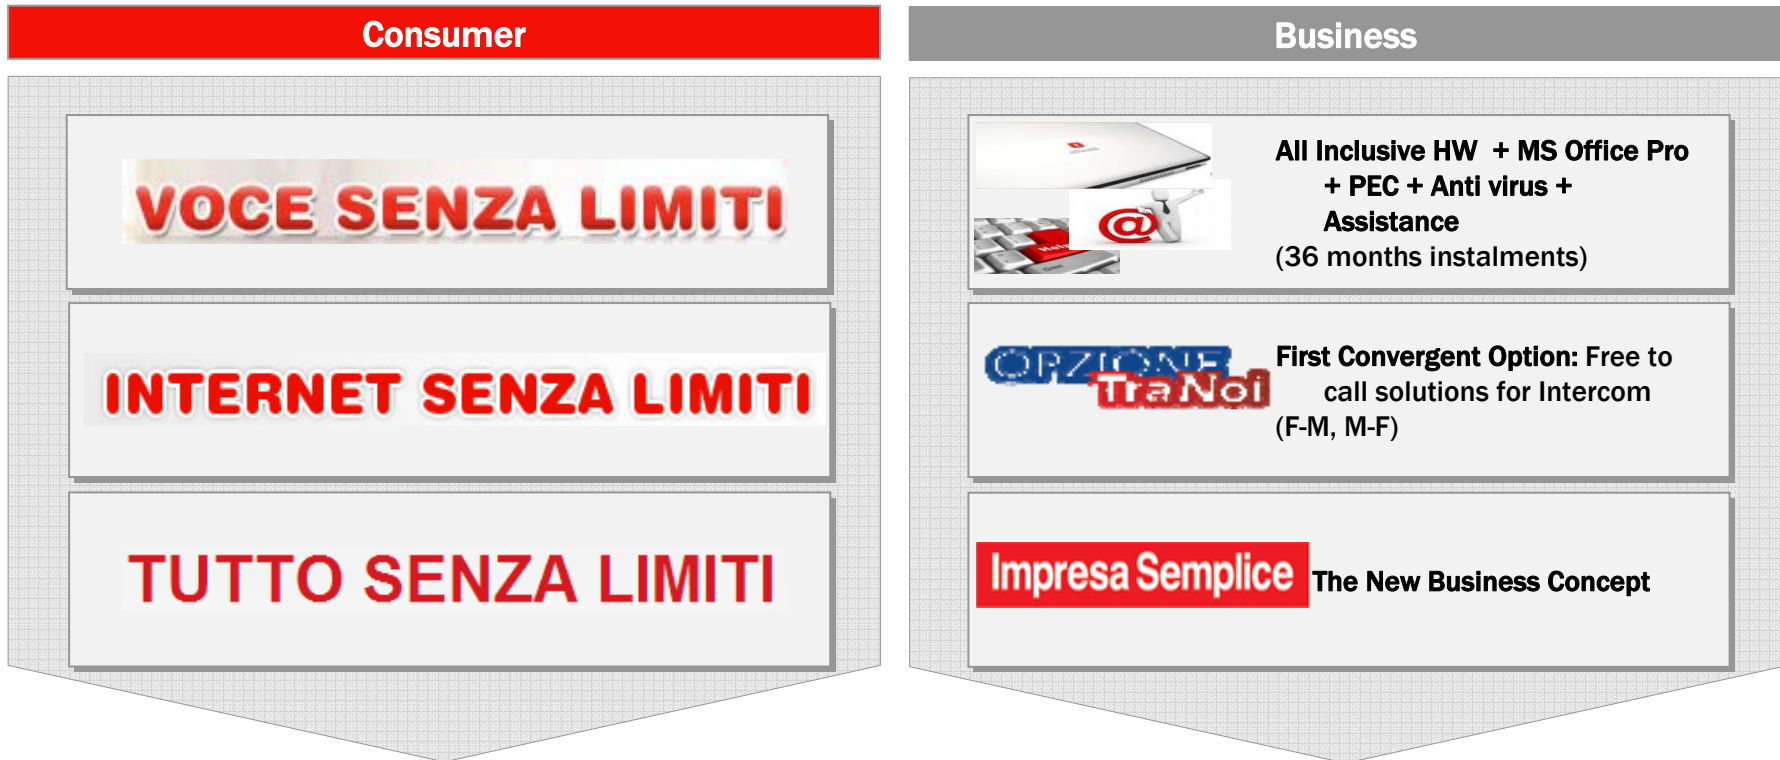 Consumer
VOCE SENZA LIMITI
INTERNET SENZA LIMITI
TUTTO SENZA LIMITI
Business
@
Help
All Inclusive HW + MS Office Pro
+ PEC + Anti virus +
Assistance
(36 months instalments)
OPZIONE
TraNoi
First Convergent Option: Free to
call solutions for Intercom
(F-M, M-F)
Impresa Semplice
The New Business Concept